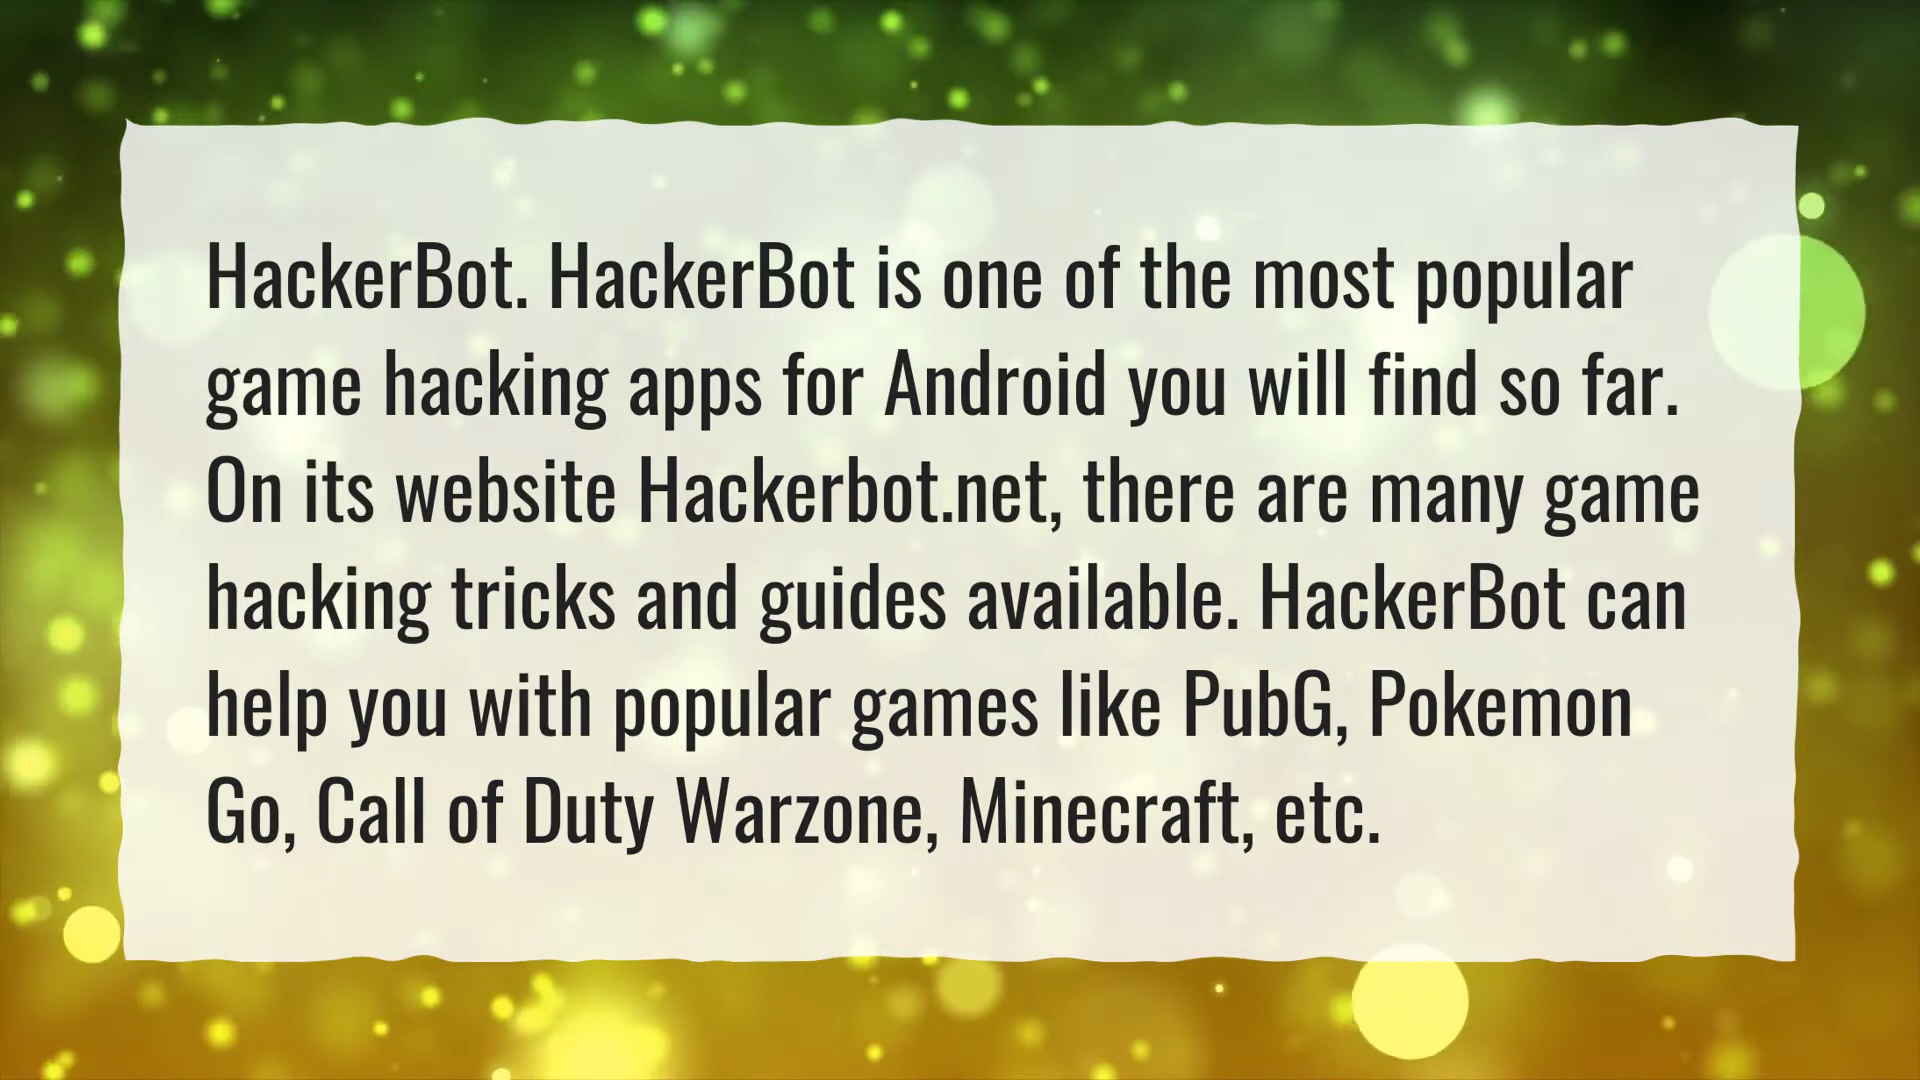 HackerBot. HackerBot is one of the most popular
game hacking apps for Android you will find so far.
On its website Hackerbot.net, there are many game
hacking tricks and guides available. HackerBot can
help you with popular games like PubG, Pokemon
Go, Call of Duty Warzone, Minecraft, etc.